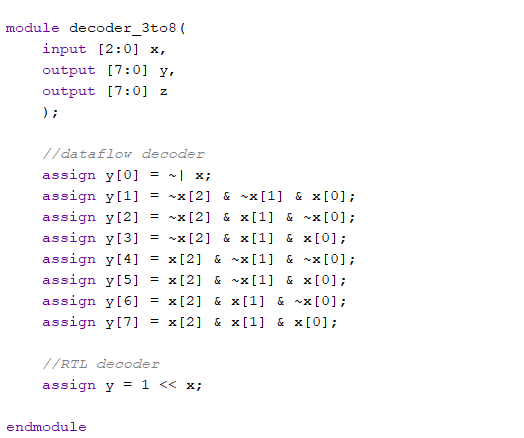 module decoder_3to8(
    input [2:0] x,
    output [7:0] y,
    output [7:0] z
    );

    //dataflow decoder
    assign y[0] = ~| x;
    assign y[1] = ~x[2] & ~x[1] & x[0];
    assign y[2] = ~x[2] & x[1] & ~x[0];
    assign y[3] = ~x[2] & x[1] & x[0];
    assign y[4] = x[2] & ~x[1] & ~x[0];
    assign y[5] = x[2] & ~x[1] & x[0];
    assign y[6] = x[2] & x[1] & ~x[0];
    assign y[7] = x[2] & x[1] & x[0];

    //RTL decoder
    assign y = 1 << x;

endmodule